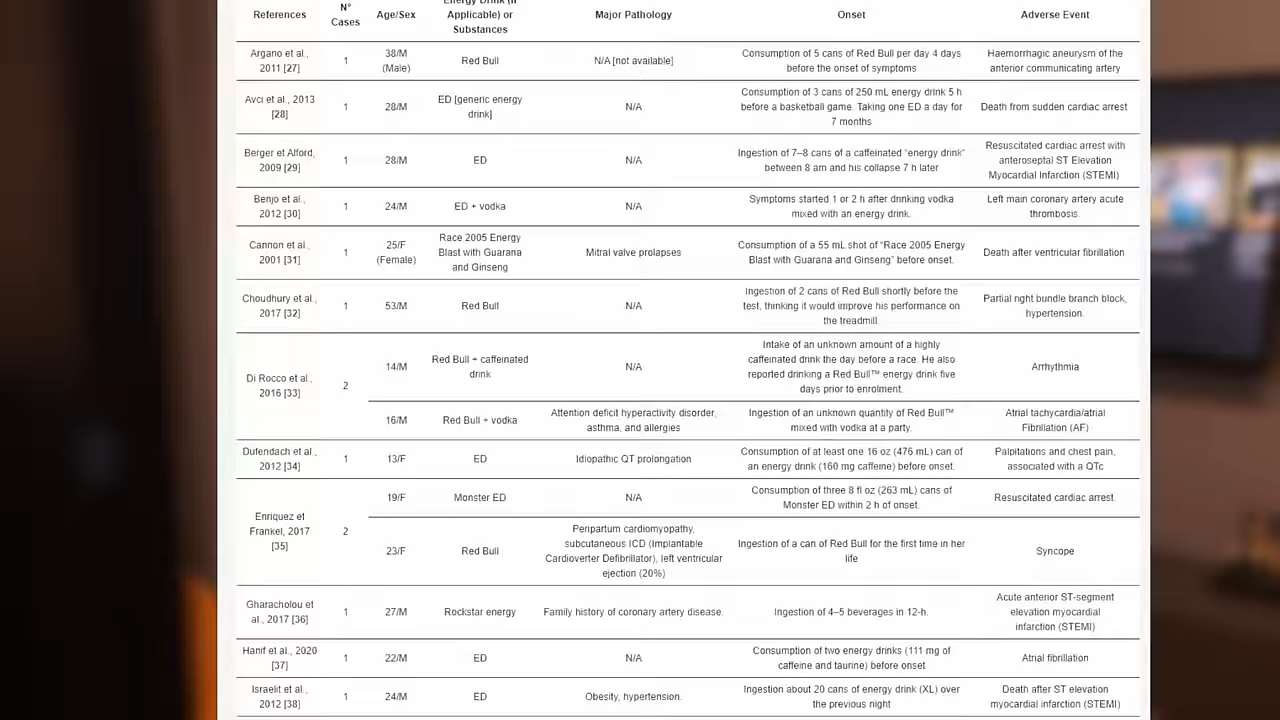 References
N°
Cases
Age/Sex
Energy Drink (If
Applicable) or
Substances
Major Pathology
Onset
Adverse Event
Argano et al.,
2011 [27]
1
38/M
(Male)
Red Bull
N/A [not available]
Consumption of 5 cans of Red Bull per day 4 days
before the onset of symptoms
Haemorrhagic aneurysm of the
anterior communicating artery
Avci et al., 2013
[28]
1
28/M
ED [generic energy
drink]
N/A
Consumption of 3 cans of 250 mL energy drink 5 h
before a basketball game. Taking one ED a day for
7 months
Death from sudden cardiac arrest
Berger et Alford,
2009 [29]
1
28/M
ED
N/A
Ingestion of 7–8 cans of a caffeinated “energy drink”
between 8 am and his collapse 7 h later
Resuscitated cardiac arrest with
anteroseptal ST Elevation
Myocardial Infarction (STEMI)
Benjo et al.,
2012 [30]
1
24/M
ED + vodka
N/A
Symptoms started 1 or 2 h after drinking vodka
mixed with an energy drink.
Left main coronary artery acute
thrombosis.
Cannon et al.,
2001 [31]
1
25/F
(Female)
Race 2005 Energy
Blast with Guarana
and Ginseng
Mitral valve prolapses
Consumption of a 55 mL shot of “Race 2005 Energy
Blast with Guarana and Ginseng” before onset.
Death after ventricular fibrillation
Choudhury et al.,
2017 [32]
1
53/M
Red Bull
N/A
Ingestion of 2 cans of Red Bull shortly before the
test, thinking it would improve his performance on
the treadmill.
Partial right bundle branch block,
hypertension.
Di Rocco et al.,
2016 [33]
2
14/M
Red Bull + caffeinated
drink
N/A
Intake of an unknown amount of a highly
caffeinated drink the day before a race. He also
reported drinking a Red Bull™ energy drink five
days prior to enrolment.
Arrhythmia
16/M
Red Bull + vodka
Attention deficit hyperactivity disorder,
asthma, and allergies
Ingestion of an unknown quantity of Red Bull™
mixed with vodka at a party.
Atrial tachycardia/atrial
Fibrillation (AF)
Dufendach et al.,
2012 [34]
1
13/F
ED
Idiopathic QT prolongation
Consumption of at least one 16 oz (476 mL) can of
an energy drink (160 mg caffeine) before onset.
Palpitations and chest pain,
associated with a QTc
Enriquez et
Frankel, 2017
[35]
2
19/F
Monster ED
N/A
Consumption of three 8 fl oz (263 mL) cans of
Monster ED within 2 h of onset.
Resuscitated cardiac arrest.
23/F
Red Bull
Peripartum cardiomyopathy,
subcutaneous ICD (Implantable
Cardioverter Defibrillator), left ventricular
ejection (20%)
Ingestion of a can of Red Bull for the first time in her
life
Syncope
Gharacholou et
al., 2017 [36]
1
27/M
Rockstar energy
Family history of coronary artery disease.
Ingestion of 4–5 beverages in 12-h.
Acute anterior ST-segment
elevation myocardial
infarction (STEMI)
Hanif et al., 2020
[37]
1
22/M
ED
N/A
Consumption of two energy drinks (111 mg of
caffeine and taurine) before onset
Atrial fibrillation
Israelit et al.,
2012 [38]
1
24/M
ED
Obesity, hypertension.
Ingestion about 20 cans of energy drink (XL) over
the previous night
Death after ST elevation
myocardial infarction (STEMI)